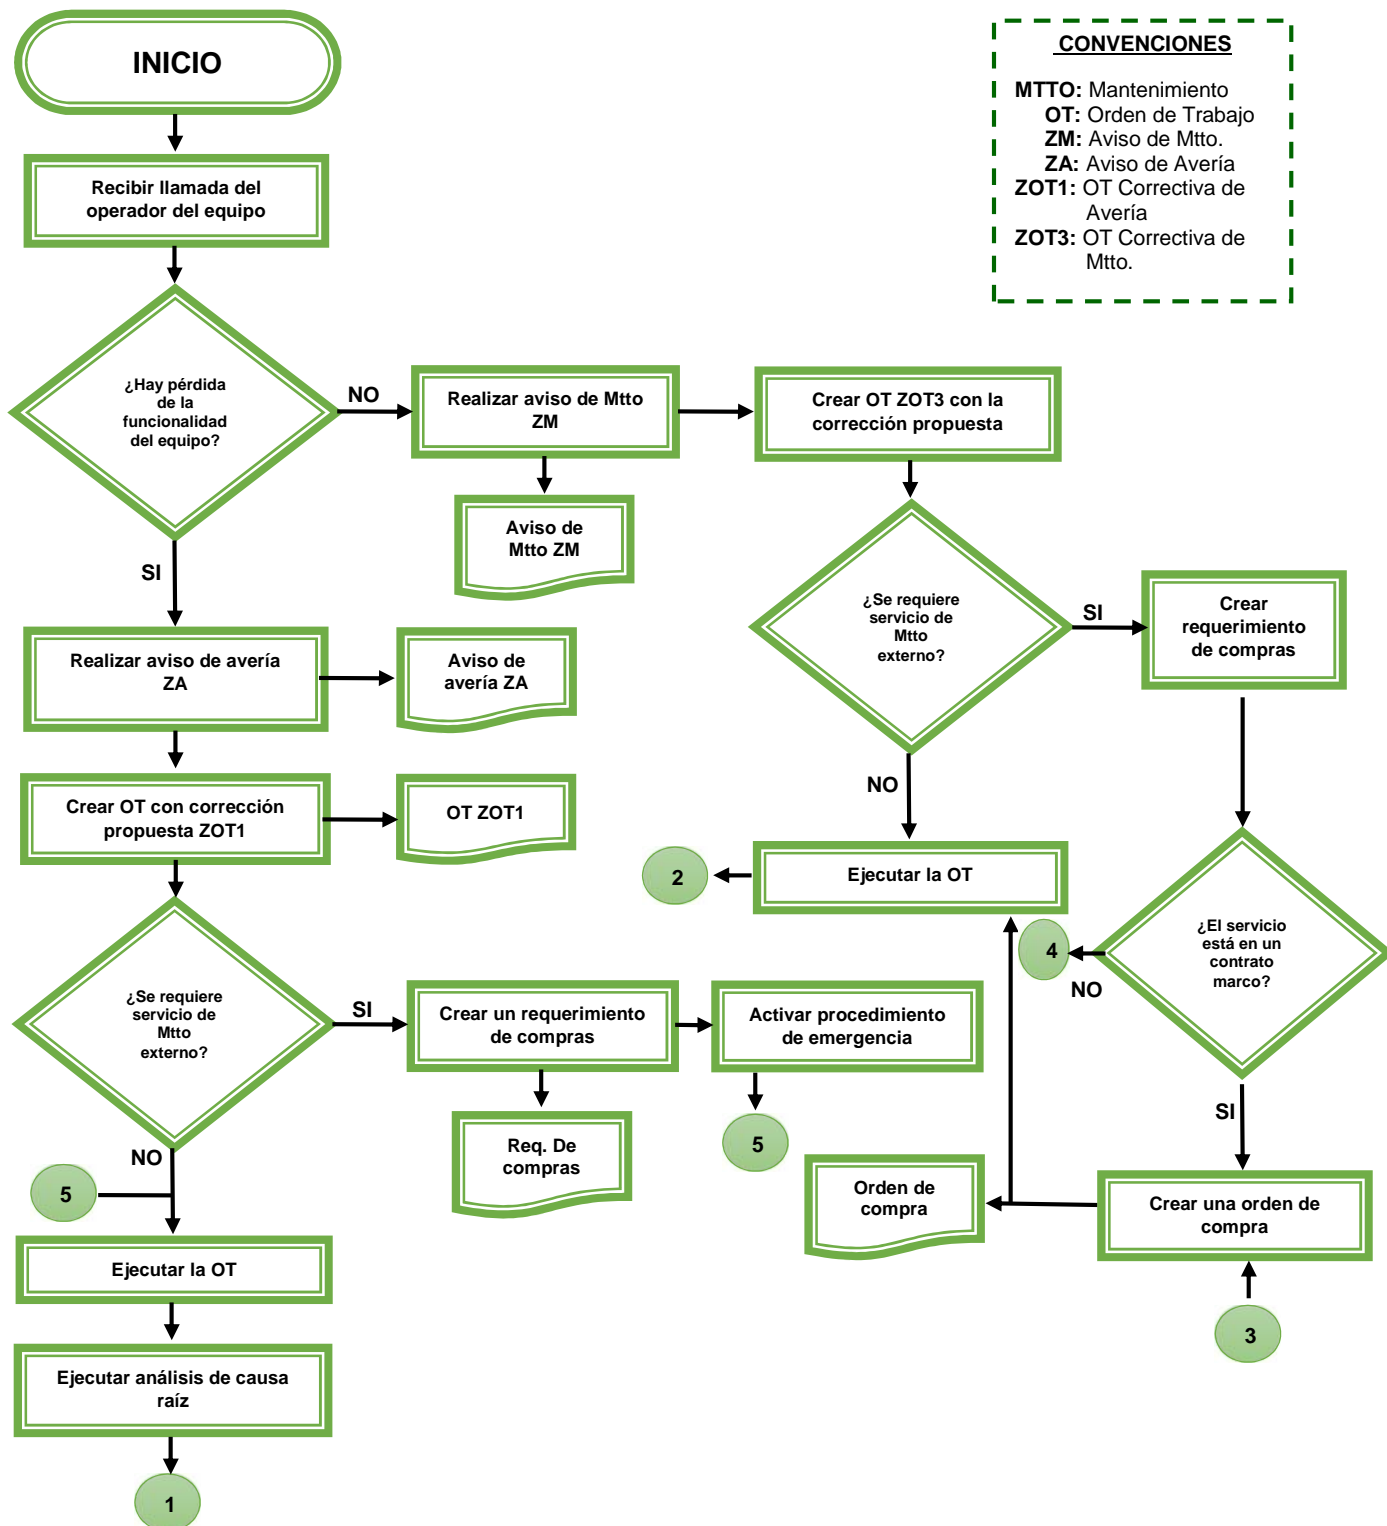 INICIO
CONVENCIONES
MTTO: Mantenimiento
OT: Orden de Trabajo
ZM: Aviso de Mtto.
ZA: Aviso de Avería
ZOT1: OT Correctiva de
Avería
ZOT3: OT Correctiva de
Mtto.
Recibir llamada del
operador del equipo
¿Hay pérdida
de la
funcionalidad
del equipo?
NO
Realizar aviso de Mtto
ZM
Crear OT ZOT3 con la
corrección propuesta
Aviso de
Mtto ZM
SI
¿Se requiere
servicio de
Mtto
externo?
SI
Crear
requerimiento
de compras
Realizar aviso de avería
ZA
Aviso de
avería ZA
NO
Crear OT con corrección
propuesta ZOT1
OT ZOT1
2
Ejecutar la OT
4
NO
¿El servicio
está en un
contrato
marco?
¿Se requiere
servicio de
Mtto
externo?
SI
Crear un requerimiento
de compras
Activar procedimiento
de emergencia
SI
NO
Req. De
compras
5
5
Orden de
compra
Crear una orden de
compra
Ejecutar la OT
3
Ejecutar análisis de causa
raíz
1